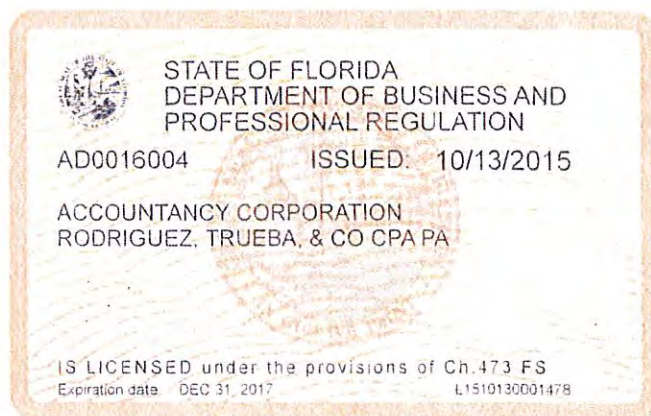 STATE OF FLORIDA
DEPARTMENT OF BUSINESS AND
PROFESSIONAL REGULATION
AD0016004 ISSUED: 10/13/2015
ACCOUNTANCY CORPORATION
RODRIGUEZ, TRUEBA, & CO CPA PA
IS LICENSED under the provisions of Ch.473 FS
Expiration date DEC 31, 2017 L1510130001478